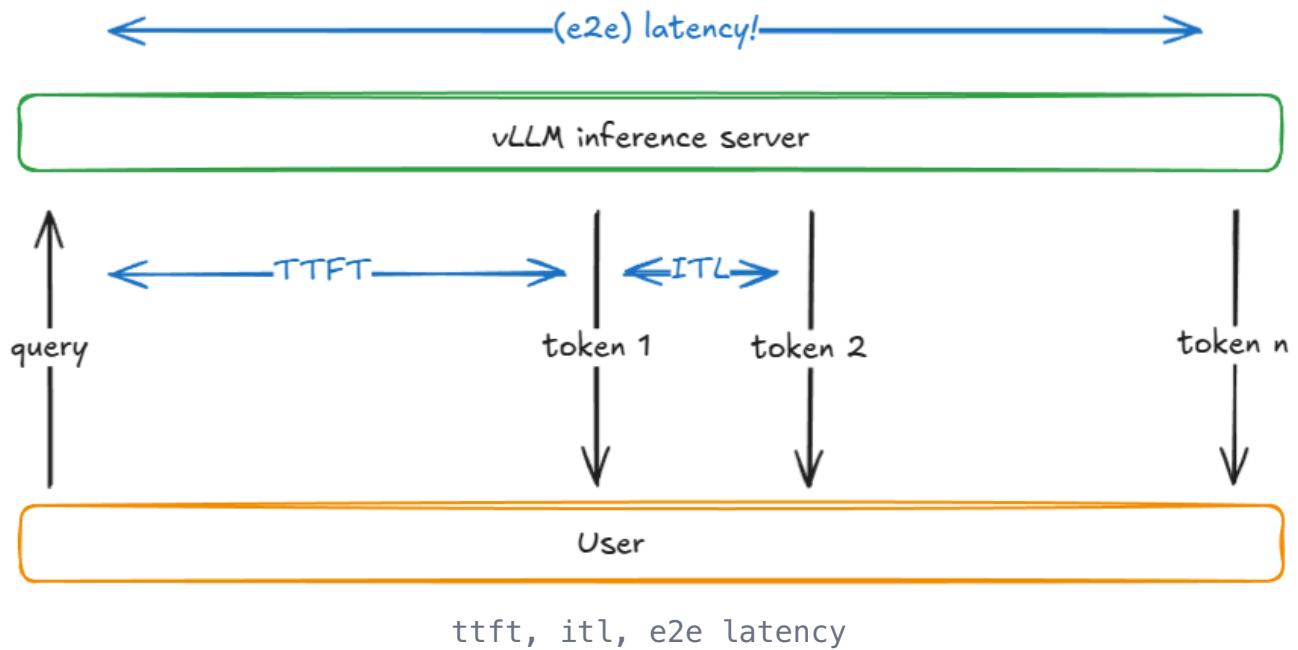 (e2e) latency!
vLLM inference server
TTFT
ITL
query
token 1
token 2
token n
User
ttft, itl, e2e latency